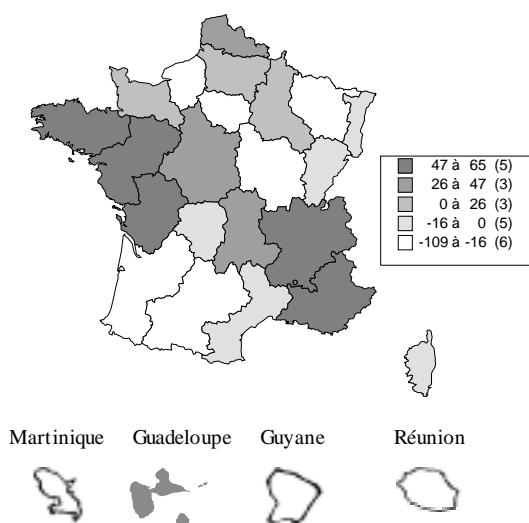 47 à 65 (5)
26 à 47 (3)
0 à 26 (3)
-16 à 0 (5)
-109 à -16 (6)
Martinique Guadeloupe Guyane Réunion